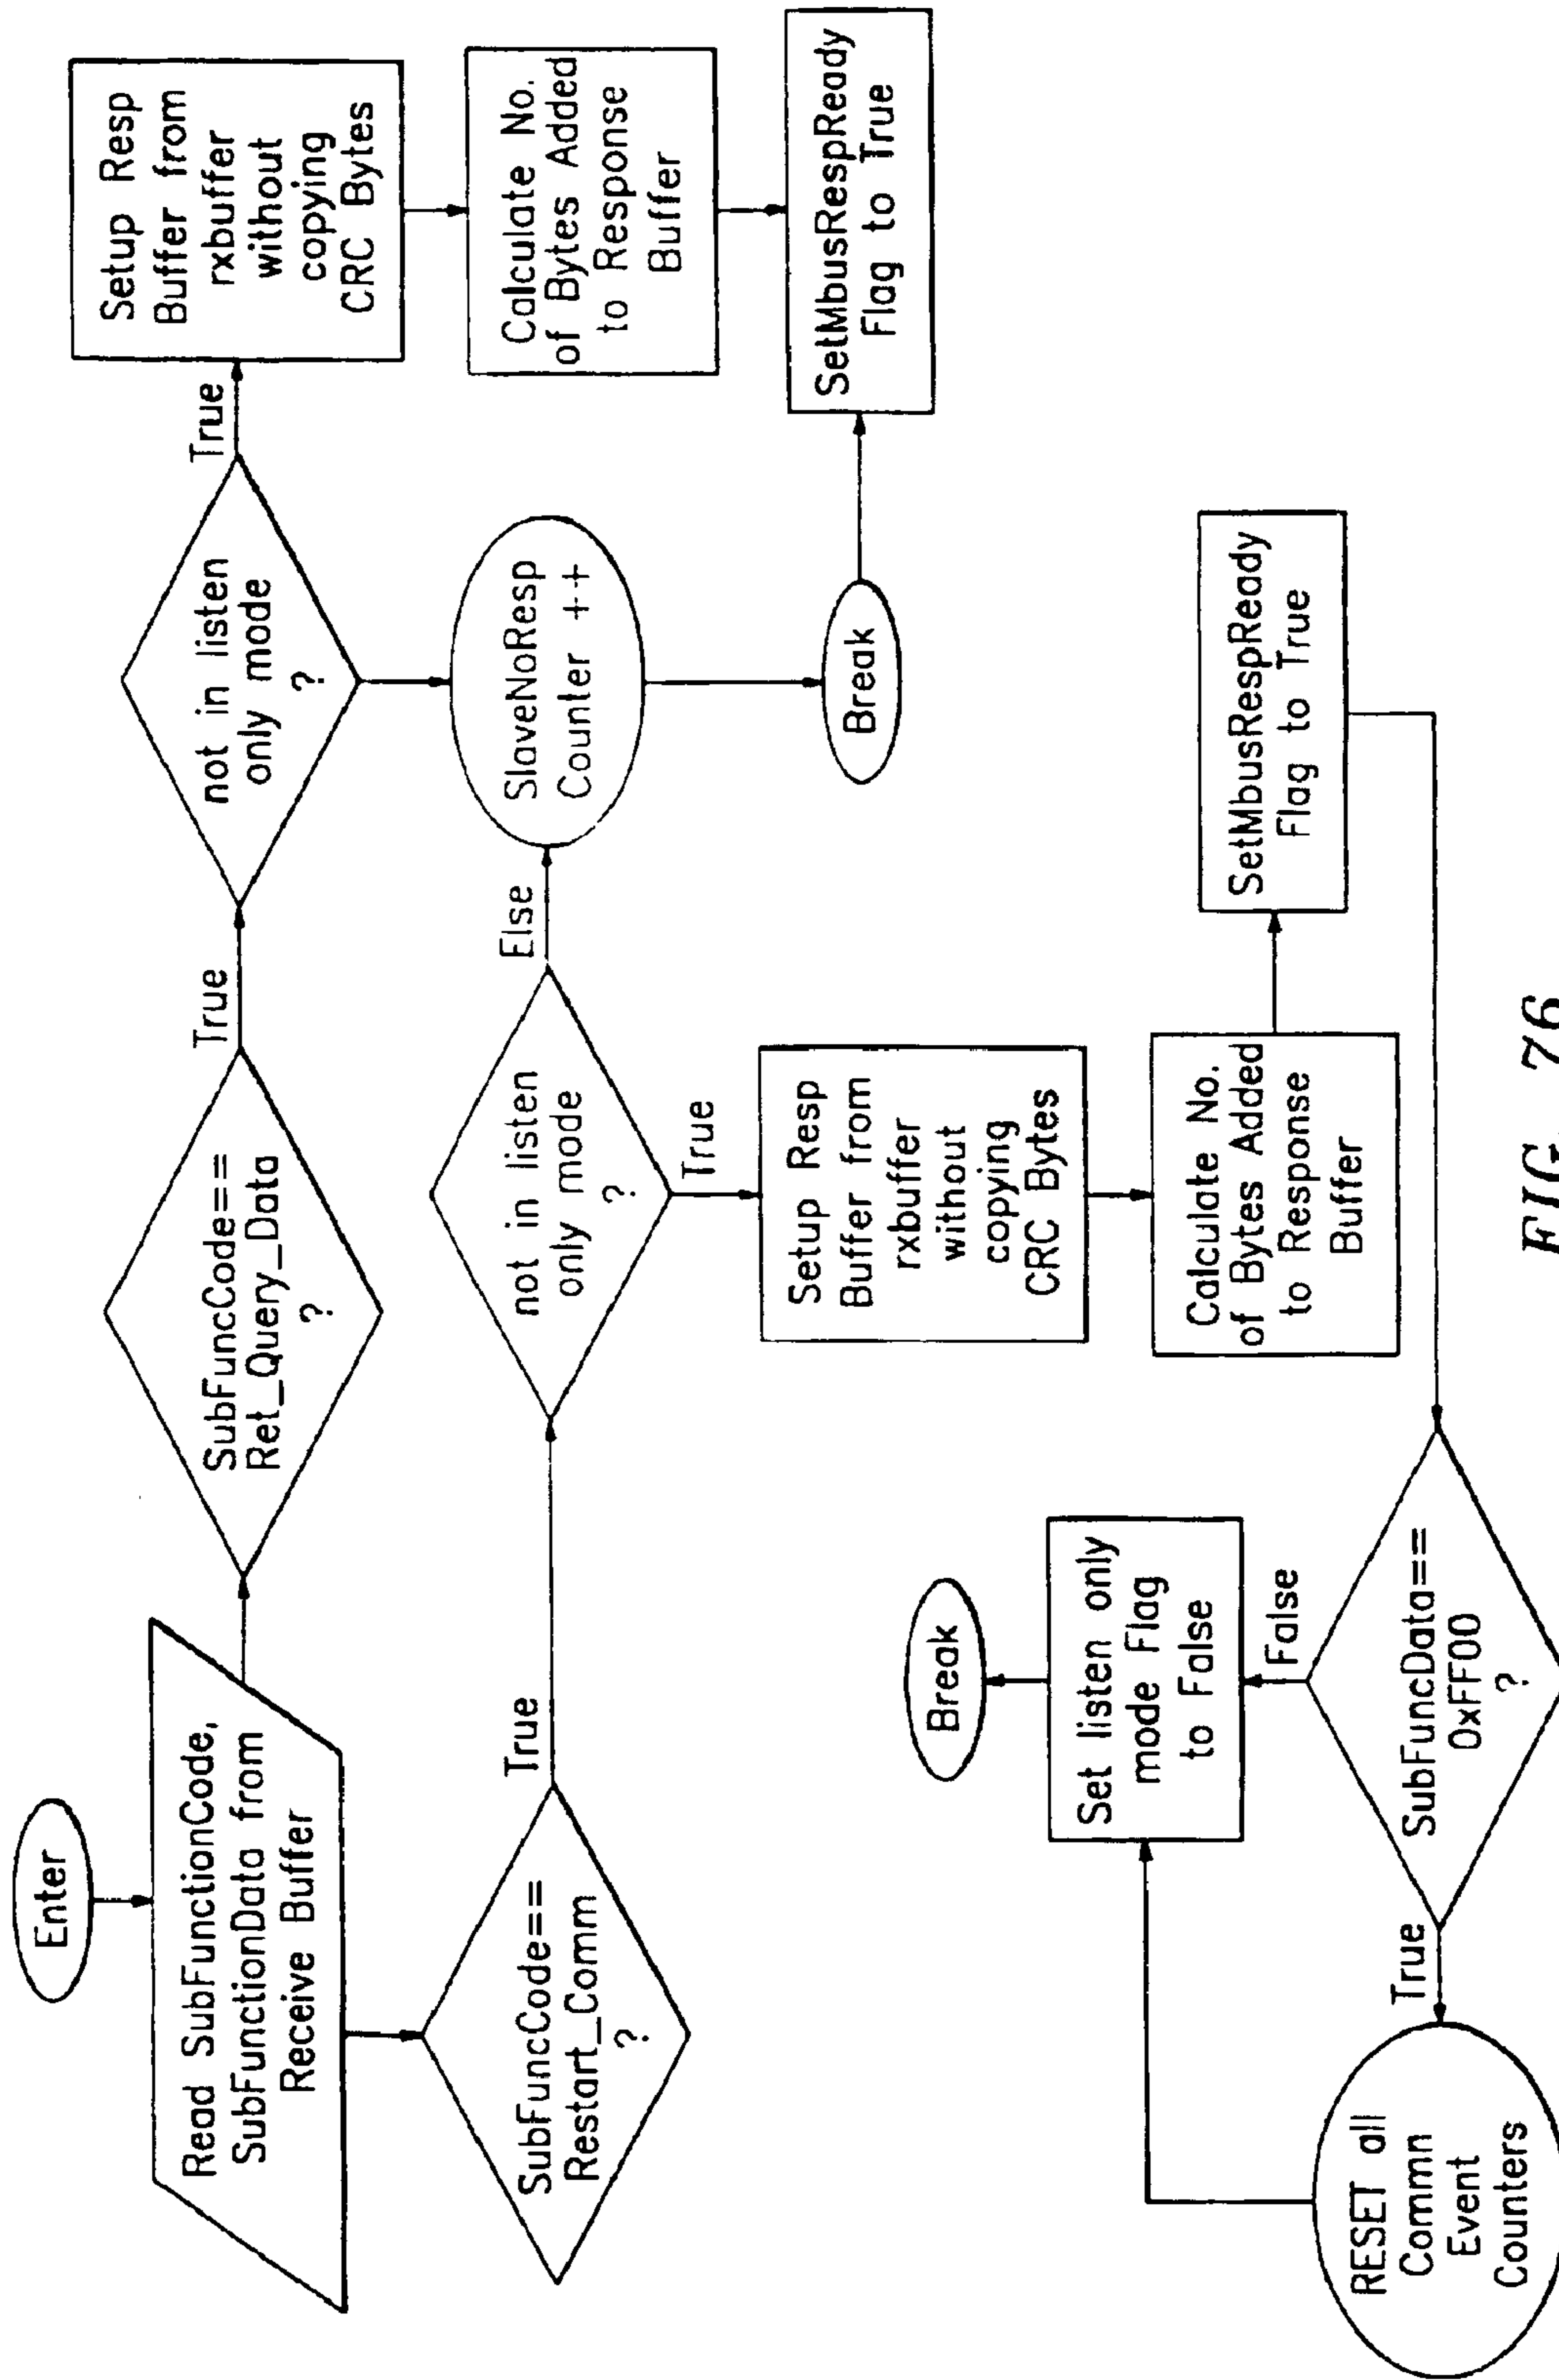 Enter
Read SubFunctionCode,
SubFunctionData from
Receive Buffer
SubFuncCode==
Ret_Query_Data
?
True
not in listen
only mode
?
True
Setup Resp
Buffer from
rxbuffer
without
copying
CRC Bytes
Calculate No.
of Bytes Added
to Response
Buffer
SetMbusRespReady
Flag to True
SlaveNoResp
Counter ++
Break
SubFuncCode==
Restart_Comm
?
True
not in listen
only mode
?
Else
True
Setup Resp
Buffer from
rxbuffer
without
copying
CRC Bytes
Calculate No.
of Bytes Added
to Response
Buffer
SetMbusRespReady
Flag to True
SubFuncData==
0xFF00
?
False
True
Set listen only
mode Flag
to False
Break
RESET all
Commn
Event
Counters
FIG. 76